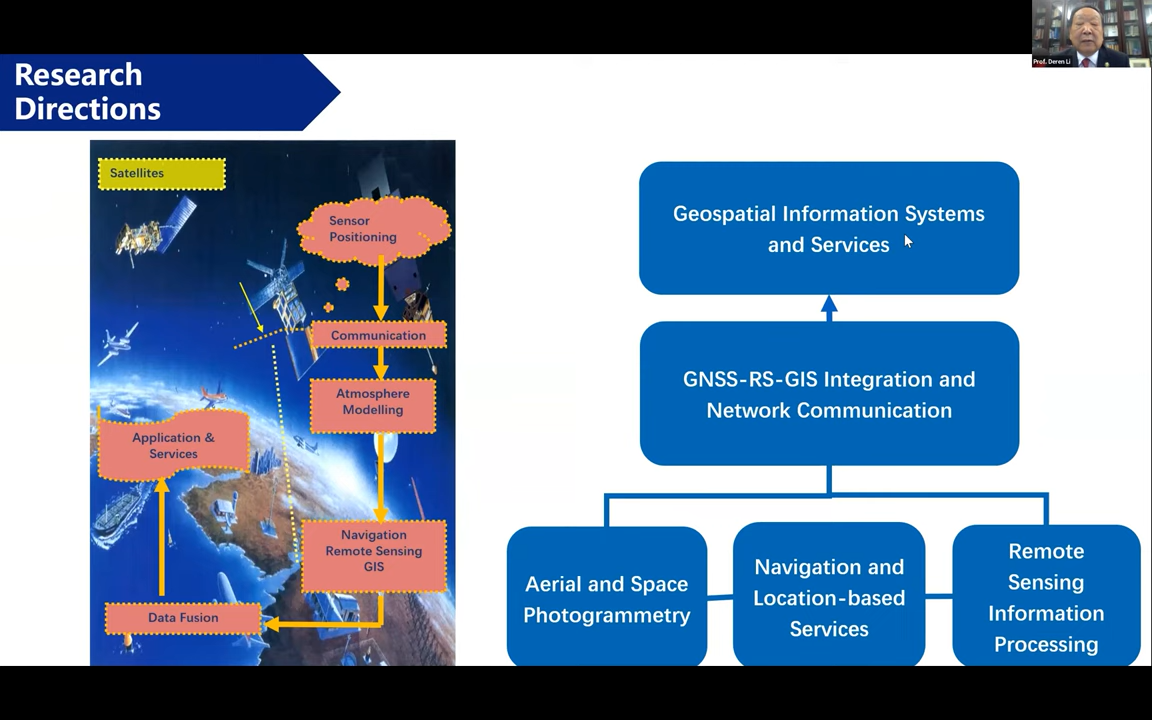 Prof. Deren Li
Research
Directions
Satellites
Sensor
Positioning
Communication
Atmosphere
Modelling
Application &
Services
Navigation
Remote Sensing
GIS
Data Fusion
Geospatial Information Systems
and Services
GNSS-RS-GIS Integration and
Network Communication
Aerial and Space
Photogrammetry
Navigation and
Location-based
Services
Remote
Sensing
Information
Processing